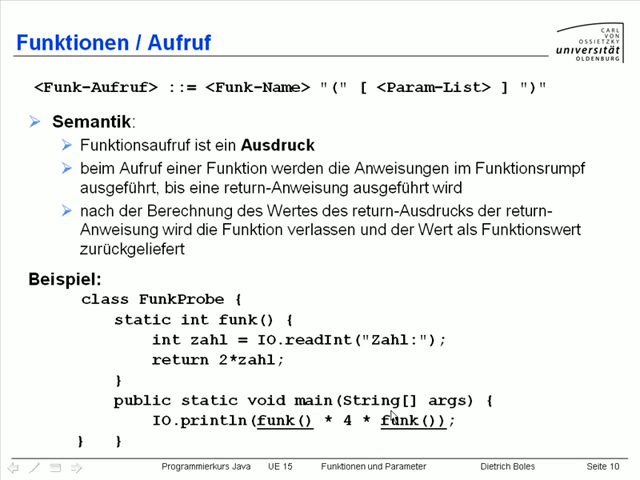 Funktionen / Aufruf
CARL
VON
OSSIETZKY
universität
OLDENBURG
<Funk-Aufruf> ::= <Funk-Name> "(" [ <Param-List> ] ")"
Semantik:
Funktionsaufruf ist ein Ausdruck
beim Aufruf einer Funktion werden die Anweisungen im Funktionsrumpf
ausgeführt, bis eine return-Anweisung ausgeführt wird
nach der Berechnung des Wertes des return-Ausdrucks der return-
Anweisung wird die Funktion verlassen und der Wert als Funktionswert
zurückgeliefert
Beispiel:
class FunkProbe {
static int funk() {
int zahl = IO.readInt("Zahl:");
return 2*zahl;
}
public static void main(String[] args) {
IO.println(funk() * 4 * funk());
} }
Programmierkurs Java UE 15 Funktionen und Parameter Dietrich Boles Seite 10